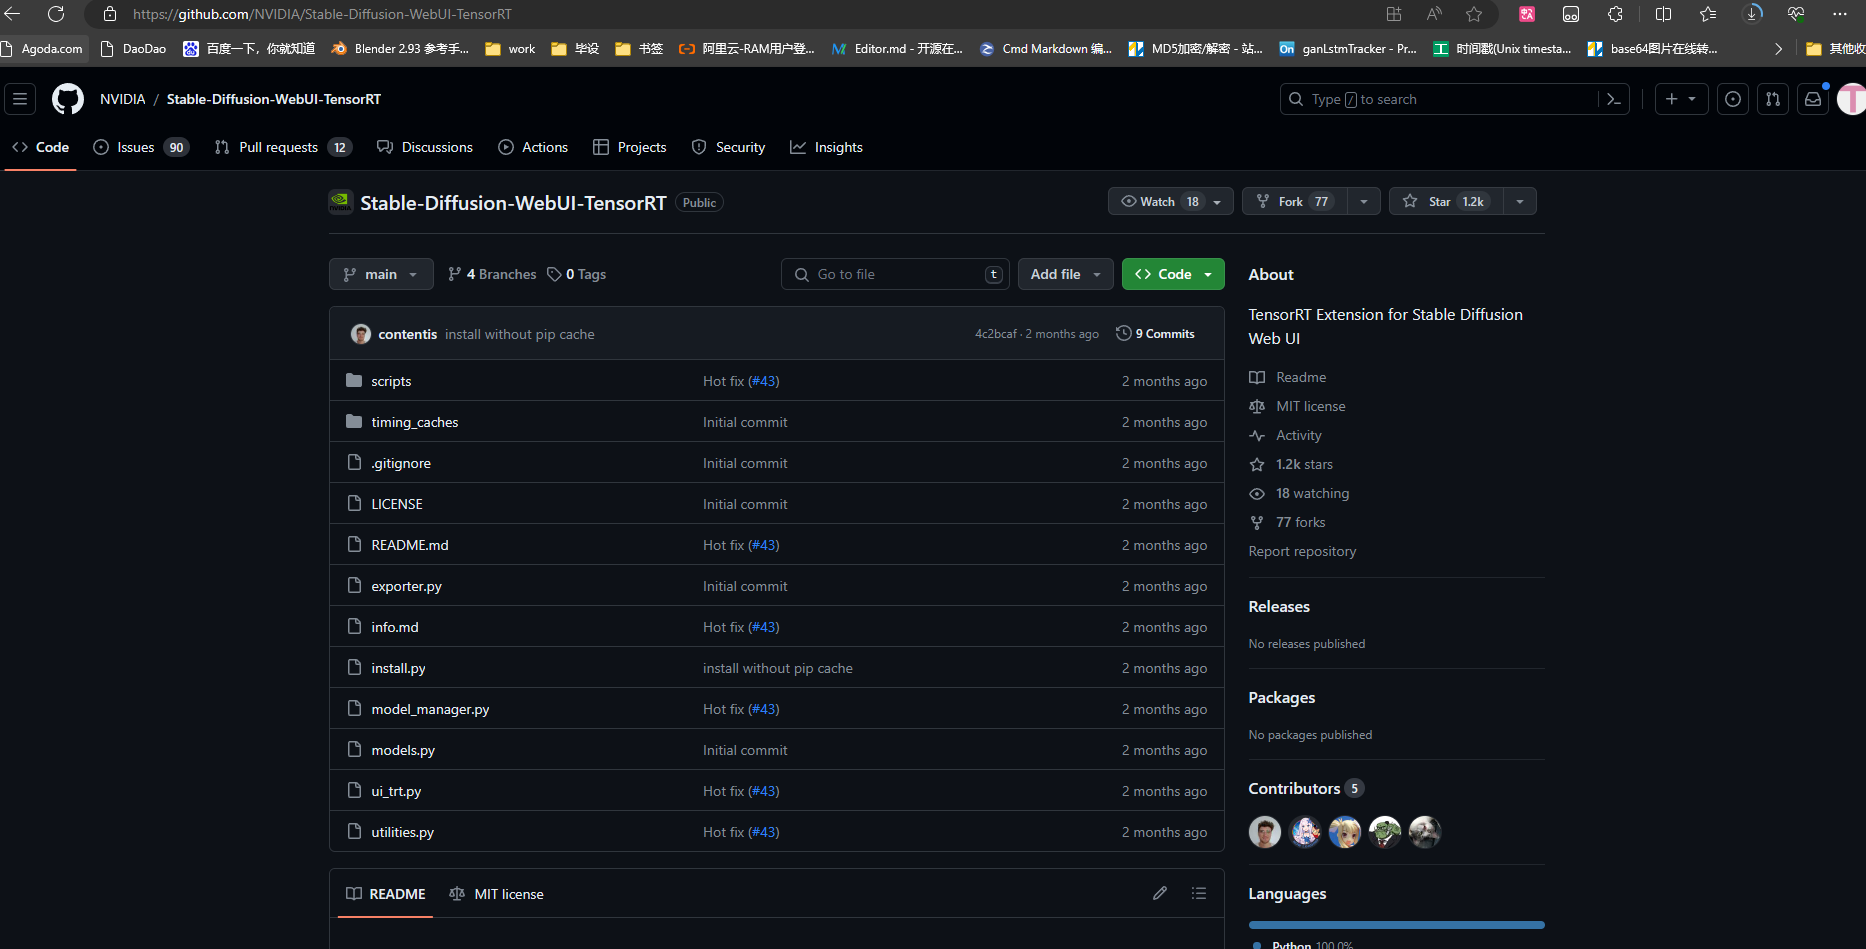 https://github.com/NVIDIA/Stable-Diffusion-WebUI-TensorRT
Agoda.com DaoDao 百度一下，你就知道 Blender 2.93 参考手... work 毕设 书签 阿里云-RAM用户登... Editor.md - 开源在... Cmd Markdown 编... MD5加密/解密 - 站... ganLstmTracker - Pr... 时间戳(Unix timesta... base64图片在线转... 其他收
NVIDIA / Stable-Diffusion-WebUI-TensorRT Type / to search
Code Issues 90 Pull requests 12 Discussions Actions Projects Security Insights
Stable-Diffusion-WebUI-TensorRT Public Watch 18 Fork 77 Star 1.2k
main 4 Branches 0 Tags Go to file t Add file Code
contentis install without pip cache 4c2bcaf · 2 months ago 9 Commits
scripts Hot fix (#43) 2 months ago
timing_caches Initial commit 2 months ago
.gitignore Initial commit 2 months ago
LICENSE Initial commit 2 months ago
README.md Hot fix (#43) 2 months ago
exporter.py Initial commit 2 months ago
info.md Hot fix (#43) 2 months ago
install.py install without pip cache 2 months ago
model_manager.py Hot fix (#43) 2 months ago
models.py Initial commit 2 months ago
ui_trt.py Hot fix (#43) 2 months ago
utilities.py Hot fix (#43) 2 months ago
README MIT license
About
TensorRT Extension for Stable Diffusion
Web UI
Readme
MIT license
Activity
1.2k stars
18 watching
77 forks
Report repository
Releases
No releases published
Packages
No packages published
Contributors 5
Languages
Python 100.0%